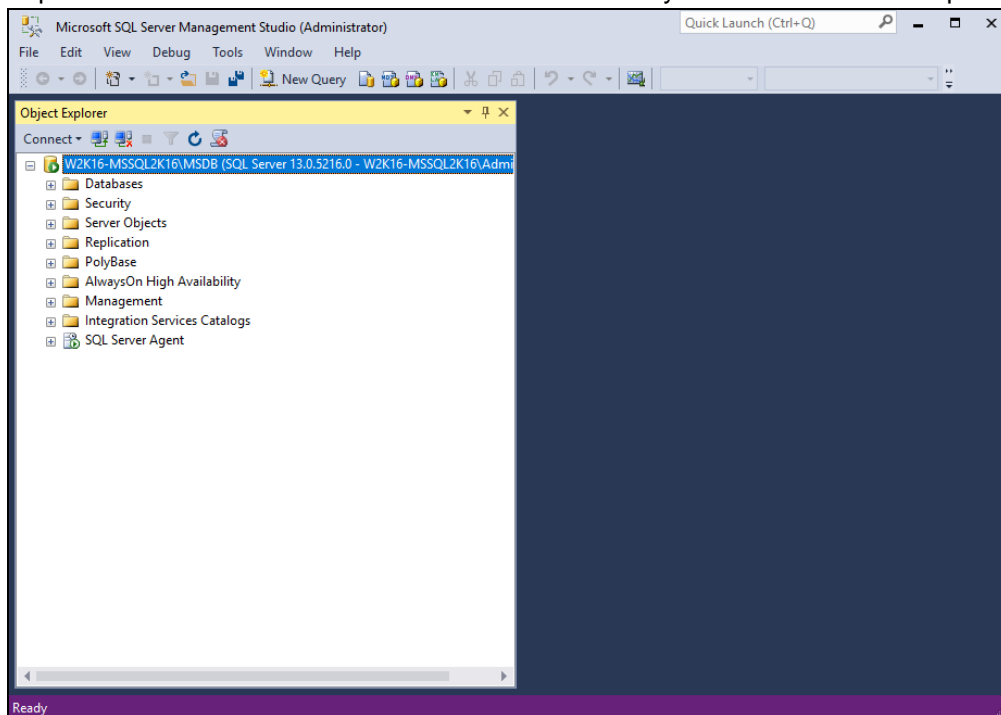 Microsoft SQL Server Management Studio (Administrator)
Quick Launch (Ctrl+Q)
File Edit View Debug Tools Window Help
New Query
Object Explorer
Connect
W2K16-MSSQL2K16\MSDB (SQL Server 13.0.5216.0 - W2K16-MSSQL2K16\Admi
Databases
Security
Server Objects
Replication
PolyBase
AlwaysOn High Availability
Management
Integration Services Catalogs
SQL Server Agent
Ready